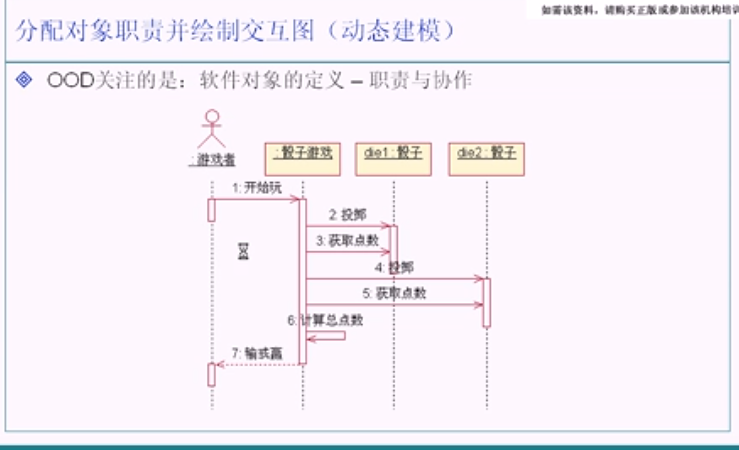 如需该资料，请购买正版或参加该机构培训
分配对象职责并绘制交互图（动态建模）
OOD关注的是：软件对象的定义 – 职责与协作
: 游戏者
: 骰子游戏
die1 : 骰子
die2 : 骰子
1: 开始玩
2: 投掷
3: 获取点数
4: 投掷
5: 获取点数
6: 计算总点数
7: 输或赢